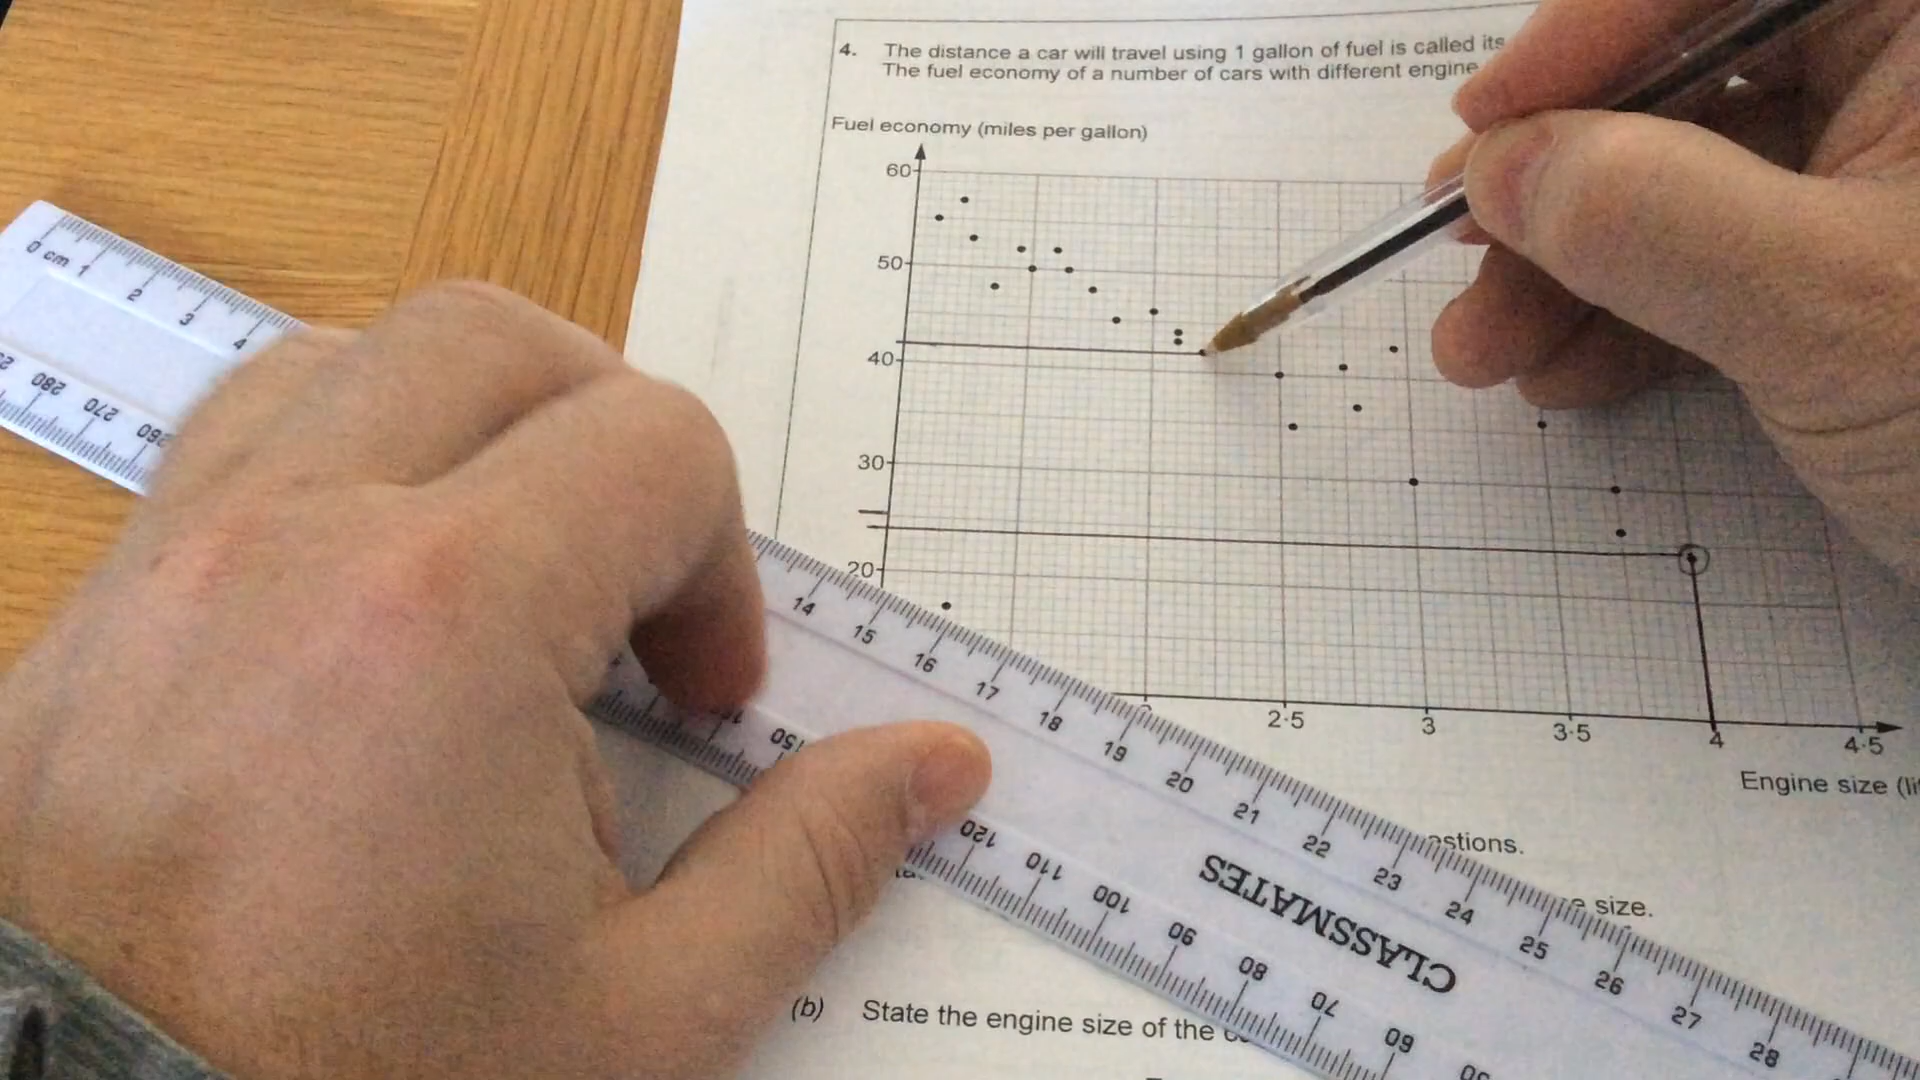 4. The distance a car will travel using 1 gallon of fuel is called its
The fuel economy of a number of cars with different engine
Fuel economy (miles per gallon)
60
50
40
30
20
2·5 3 3·5 4 4·5
Engine size (li
estions.
size.
(b) State the engine size of the
0 cm 1 2 3 4
280 270 260
14 15 16 17 18 19 20 21 22 23 24 25 26 27 28
150 120 110 100 90 80 70 60
CLASSMATES